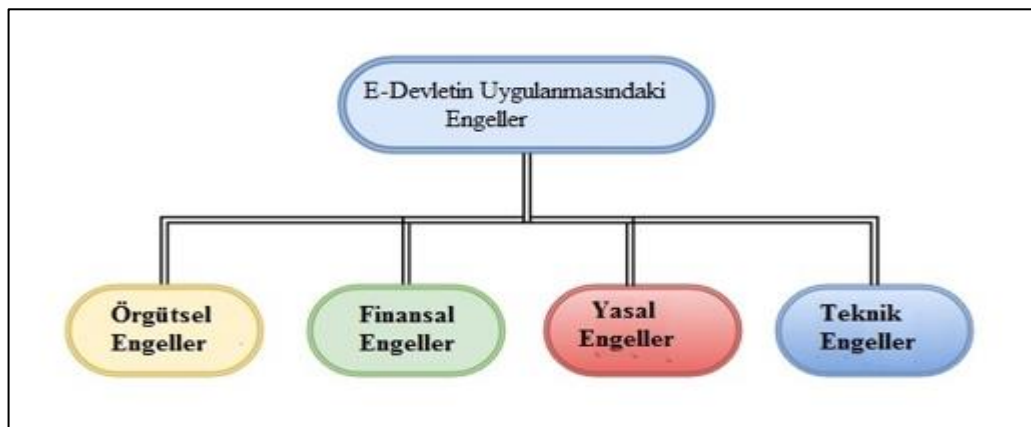 E-Devletin Uygulanmasındaki
Engeller
Örgütsel
Engeller
Finansal
Engeller
Yasal
Engeller
Teknik
Engeller